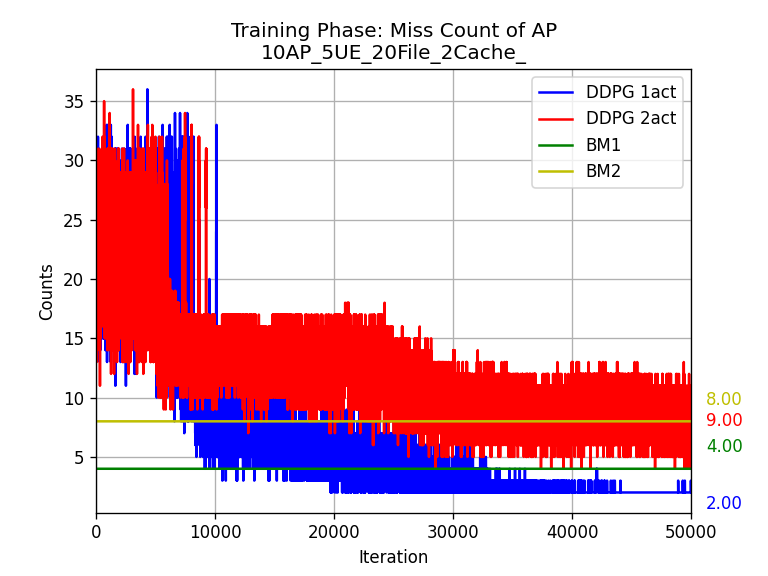 Training Phase: Miss Count of AP
10AP_5UE_20File_2Cache_
DDPG 1act
DDPG 2act
BM1
BM2
Counts
35
30
25
20
15
10
5
8.00
9.00
4.00
2.00
0
10000
20000
30000
40000
50000
Iteration